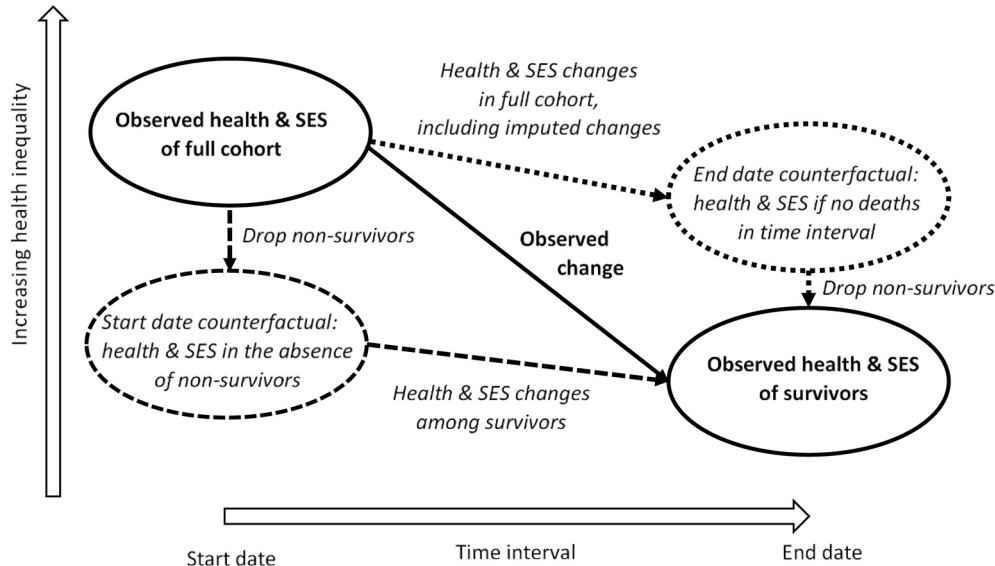 Increasing health inequality
Observed health & SES
of full cohort
Health & SES changes
in full cohort,
including imputed changes
End date counterfactual:
health & SES if no deaths
in time interval
Drop non-survivors
Observed
change
Drop non-survivors
Start date counterfactual:
health & SES in the absence
of non-survivors
Health & SES changes
among survivors
Observed health & SES
of survivors
Start date
Time interval
End date